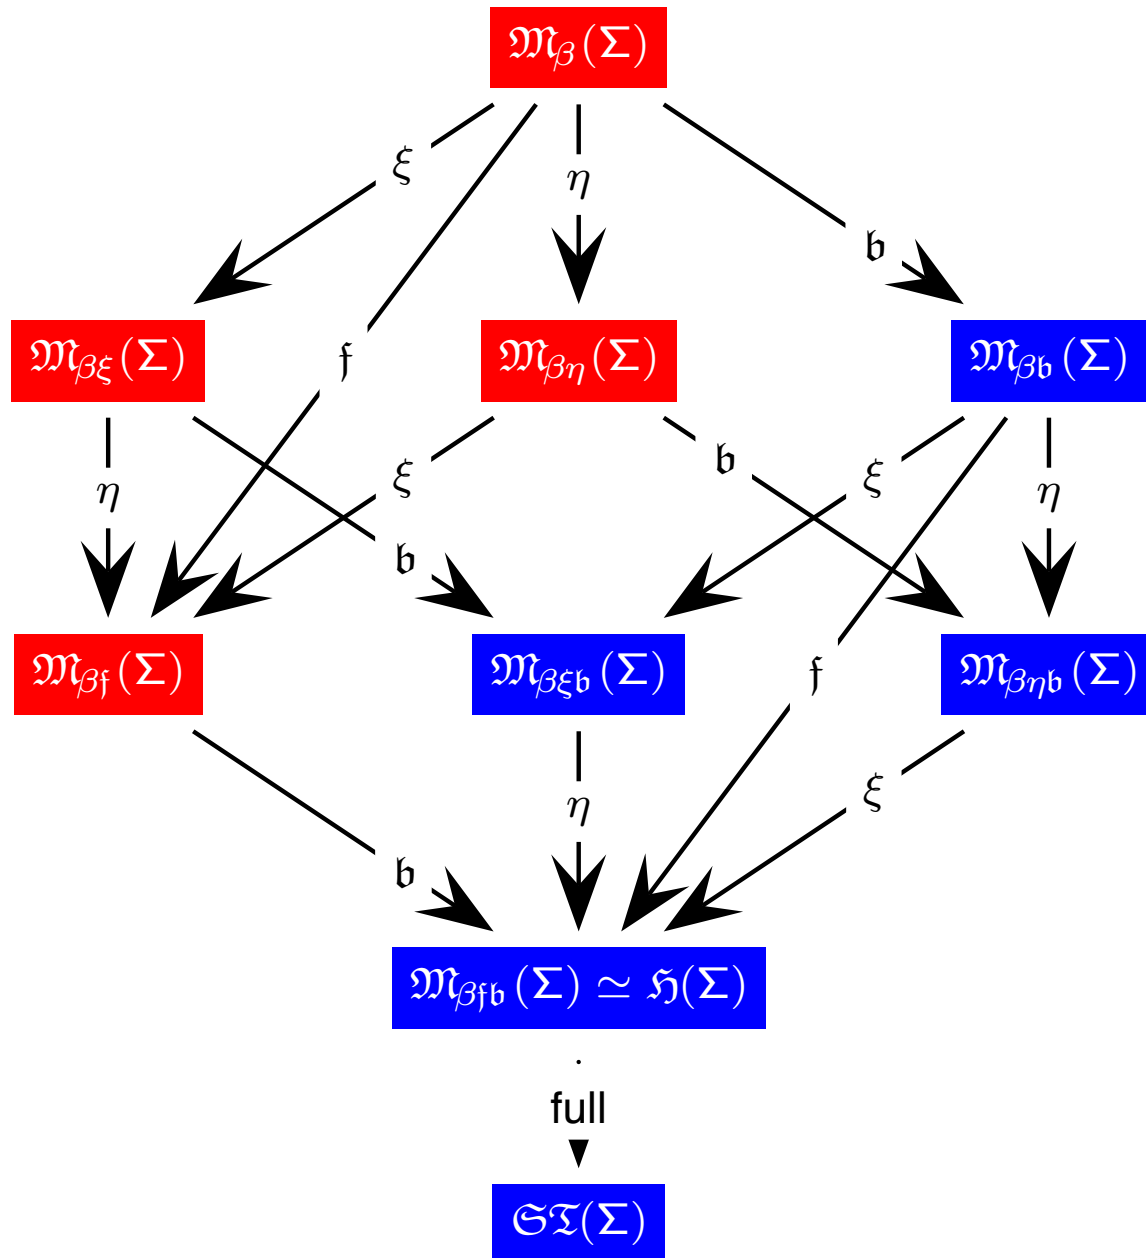 𝔐β(Σ)
ξ
η
𝔟
𝔣
𝔐βξ(Σ) 𝔐βη(Σ) 𝔐β𝔟(Σ)
η
𝔟
ξ
𝔟
ξ
η
𝔣
𝔐β𝔣(Σ) 𝔐βξ𝔟(Σ) 𝔐βη𝔟(Σ)
𝔟
η
ξ
𝔐β𝔣𝔟(Σ) ≃ ℌ(Σ)
full
𝔖𝔗(Σ)